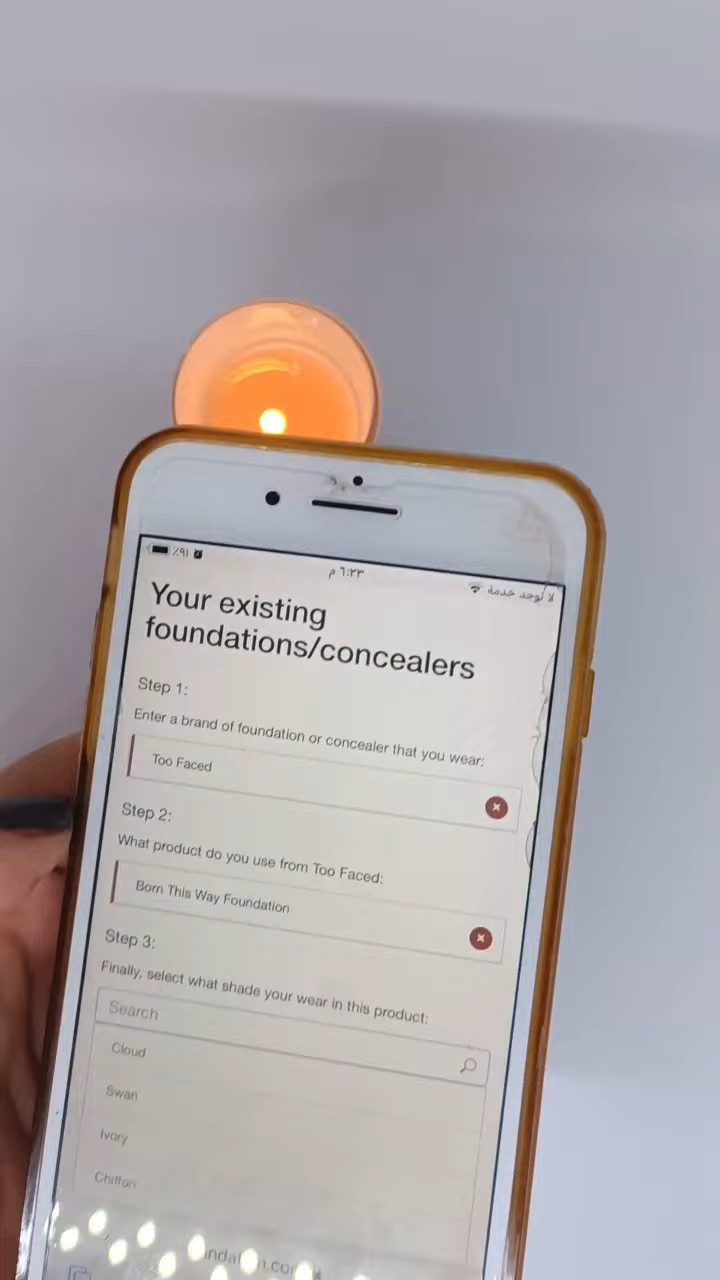 ٪٩١
٦:٢٣ م
لا توجد خدمة
Your existing
foundations/concealers
Step 1:
Enter a brand of foundation or concealer that you wear:
Too Faced
Step 2:
What product do you use from Too Faced:
Born This Way Foundation
Step 3:
Finally, select what shade your wear in this product:
Search
Cloud
Swan
Ivory
Chiffon